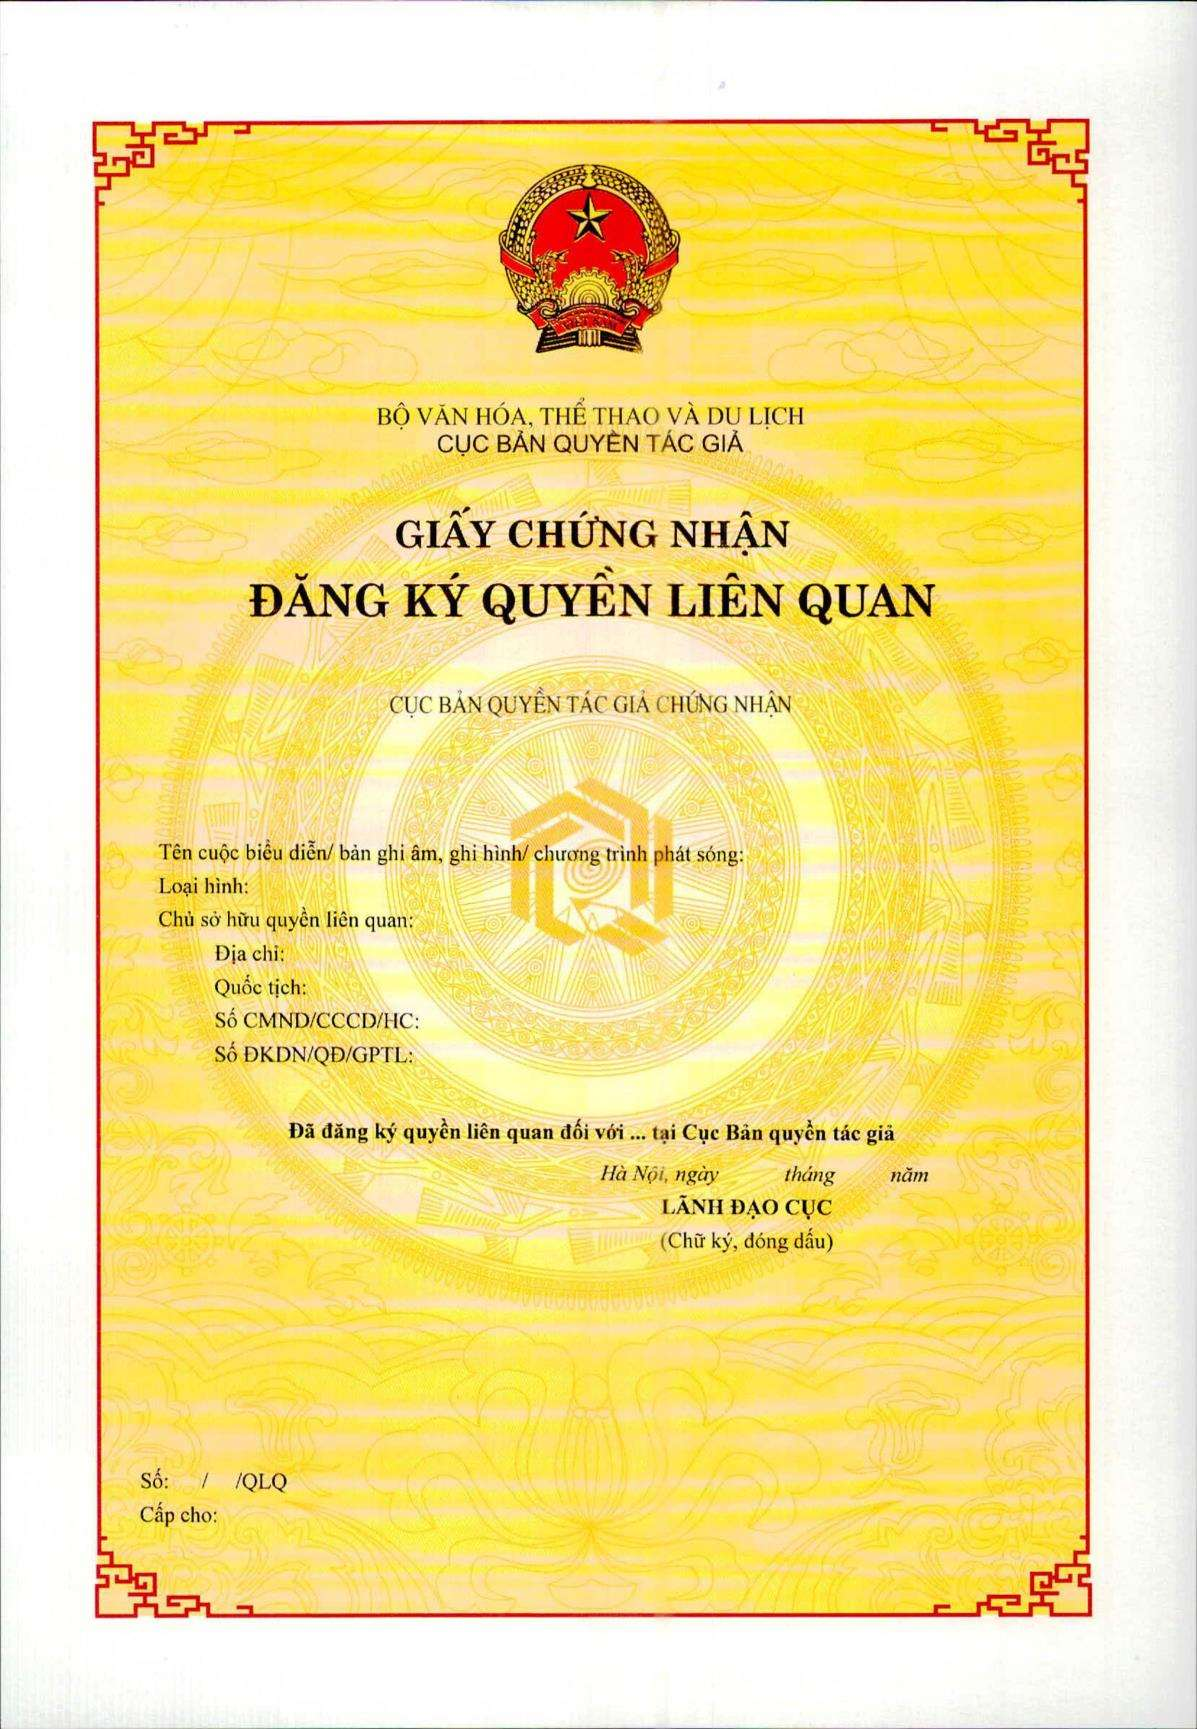 VIỆT NAM
BỘ VĂN HÓA, THỂ THAO VÀ DU LỊCH
CỤC BẢN QUYỀN TÁC GIẢ
GIẤY CHỨNG NHẬN
ĐĂNG KÝ QUYỀN LIÊN QUAN
CỤC BẢN QUYỀN TÁC GIẢ CHỨNG NHẬN
Tên cuộc biểu diễn/ bản ghi âm, ghi hình/ chương trình phát sóng:
Loại hình:
Chủ sở hữu quyền liên quan:
Địa chỉ:
Quốc tịch:
Số CMND/CCCD/HC:
Số ĐKDN/QĐ/GPTL:
Đã đăng ký quyền liên quan đối với ... tại Cục Bản quyền tác giả
Hà Nội, ngày tháng năm
LÃNH ĐẠO CỤC
(Chữ ký, đóng dấu)
Số: / /QLQ
Cấp cho: